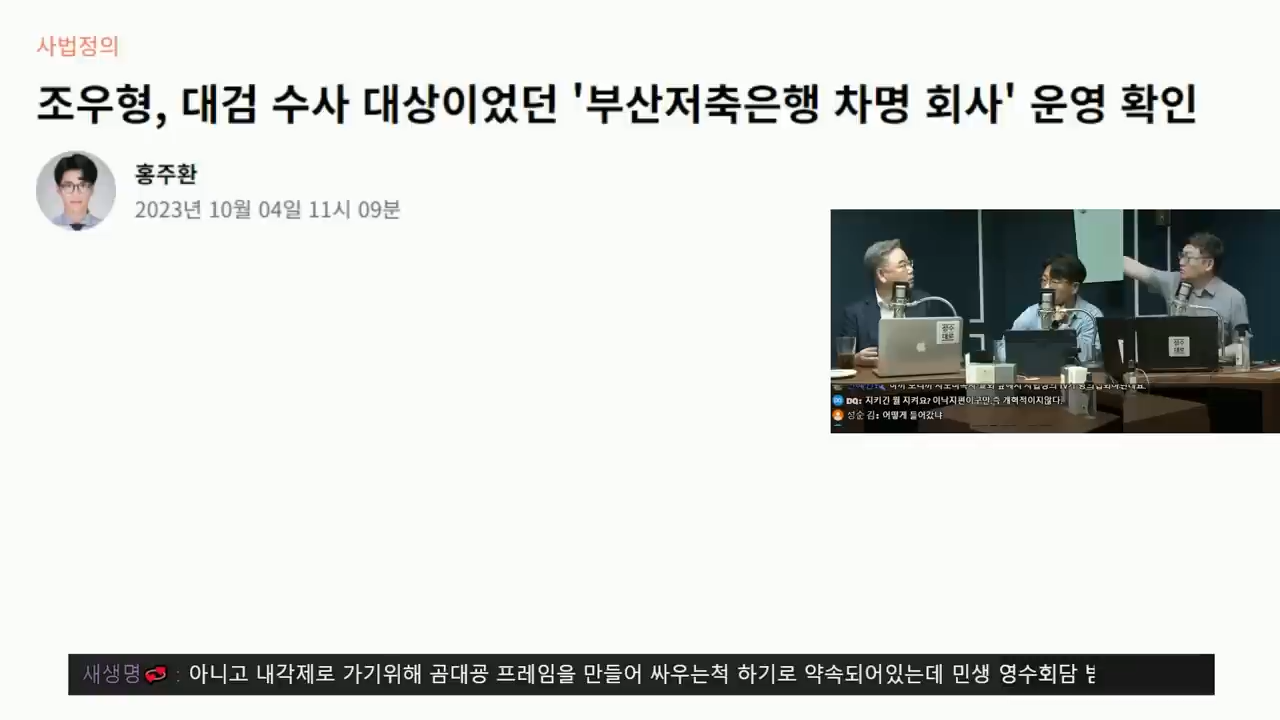 사법정의
조우형, 대검 수사 대상이었던 '부산저축은행 차명 회사' 운영 확인
홍주환
2023년 10월 04일 11시 09분
DQ: 지키긴 뭘 지켜요? 이낙지편이구만.즉 개혁적이지않다.
성순 김: 어떻게 들어갔냐
새생명 : 아니고 내각제로 가기위해 곰대굥 프레임을 만들어 싸우는척 하기로 약속되어있는데 민생 영수회담